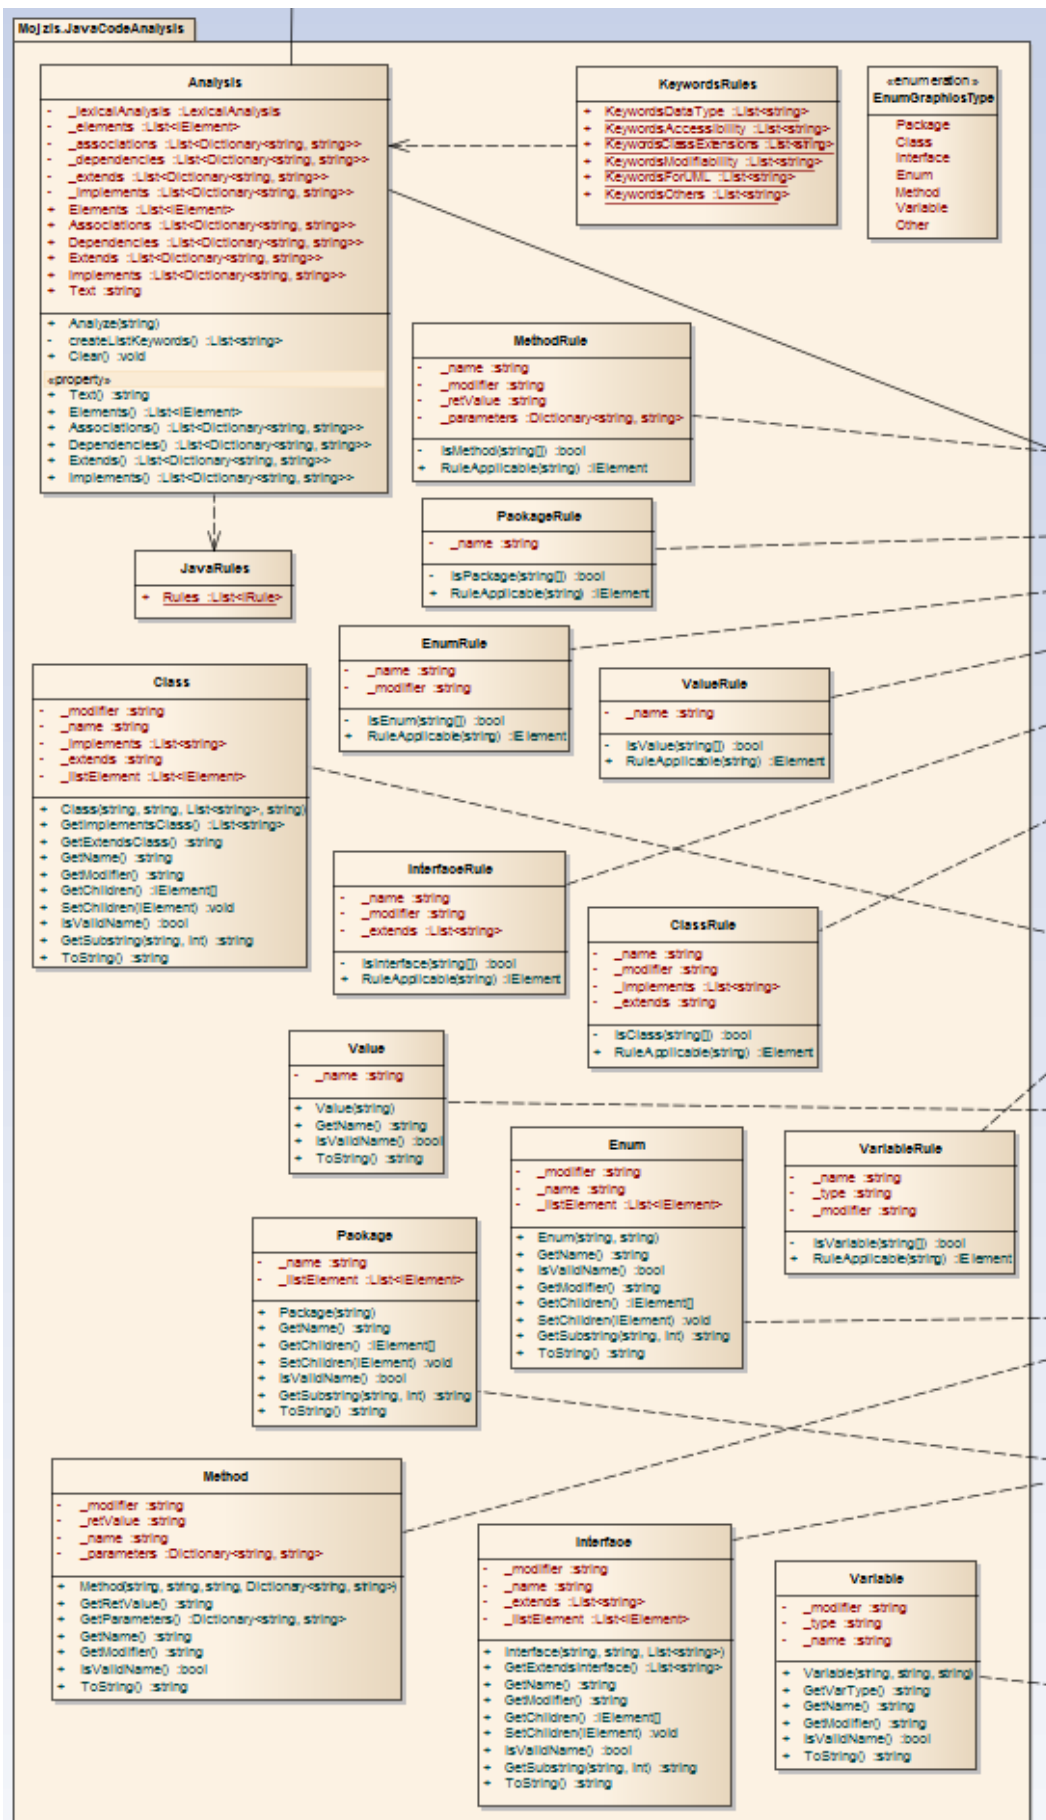 Mojzis.JavaCodeAnalysis
Analysis
- _lexicalAnalysis :LexicalAnalysis
- _elements :List<IElement>
- _associations :List<Dictionary<string, string>>
- _dependencies :List<Dictionary<string, string>>
- _extends :List<Dictionary<string, string>>
- _implements :List<Dictionary<string, string>>
+ Elements :List<IElement>
+ Associations :List<Dictionary<string, string>>
+ Dependencies :List<Dictionary<string, string>>
+ Extends :List<Dictionary<string, string>>
+ Implements :List<Dictionary<string, string>>
+ Text :string
+ Analyze(string)
- createListKeywords() :List<string>
+ Clear() :void
«property»
+ Text() :string
+ Elements() :List<IElement>
+ Associations() :List<Dictionary<string, string>>
+ Dependencies() :List<Dictionary<string, string>>
+ Extends() :List<Dictionary<string, string>>
+ Implements() :List<Dictionary<string, string>>
KeywordsRules
+ KeywordsDataType :List<string>
+ KeywordsAccessibility :List<string>
+ KeywordsClassExtensions :List<string>
+ KeywordsModifiability :List<string>
+ KeywordsForUML :List<string>
+ KeywordsOthers :List<string>
«enumeration»
EnumGraphicsType
Package
Class
Interface
Enum
Method
Variable
Other
MethodRule
- _name :string
- _modifier :string
- _retValue :string
- _parameters :Dictionary<string, string>
- IsMethod(string[]) :bool
+ RuleApplicable(string) :IElement
PackageRule
- _name :string
- IsPackage(string[]) :bool
+ RuleApplicable(string) :IElement
JavaRules
+ Rules :List<IRule>
EnumRule
- _name :string
- _modifier :string
- IsEnum(string[]) :bool
+ RuleApplicable(string) :IElement
ValueRule
- _name :string
- IsValue(string[]) :bool
+ RuleApplicable(string) :IElement
Class
- _modifier :string
- _name :string
- _implements :List<string>
- _extends :string
- _listElement :List<IElement>
+ Class(string, string, List<string>, string)
+ GetImplementsClass() :List<string>
+ GetExtendsClass() :string
+ GetName() :string
+ GetModifier() :string
+ GetChildren() :IElement[]
+ SetChildren(IElement) :void
+ IsValidName() :bool
+ GetSubstring(string, int) :string
+ ToString() :string
InterfaceRule
- _name :string
- _modifier :string
- _extends :List<string>
- IsInterface(string[]) :bool
+ RuleApplicable(string) :IElement
ClassRule
- _name :string
- _modifier :string
- _implements :List<string>
- _extends :string
- IsClass(string[]) :bool
+ RuleApplicable(string) :IElement
Value
- _name :string
+ Value(string)
+ GetName() :string
+ IsValidName() :bool
+ ToString() :string
Enum
- _modifier :string
- _name :string
- _listElement :List<IElement>
+ Enum(string, string)
+ GetName() :string
+ IsValidName() :bool
+ GetModifier() :string
+ GetChildren() :IElement[]
+ SetChildren(IElement) :void
+ GetSubstring(string, int) :string
+ ToString() :string
VariableRule
- _name :string
- _type :string
- _modifier :string
- IsVariable(string[]) :bool
+ RuleApplicable(string) :IElement
Package
- _name :string
- _listElement :List<IElement>
+ Package(string)
+ GetName() :string
+ GetChildren() :IElement[]
+ SetChildren(IElement) :void
+ IsValidName() :bool
+ GetSubstring(string, int) :string
+ ToString() :string
Method
- _modifier :string
- _retValue :string
- _name :string
- _parameters :Dictionary<string, string>
+ Method(string, string, string, Dictionary<string, string>)
+ GetRetValue() :string
+ GetParameters() :Dictionary<string, string>
+ GetName() :string
+ GetModifier() :string
+ IsValidName() :bool
+ ToString() :string
Interface
- _modifier :string
- _name :string
- _extends :List<string>
- _listElement :List<IElement>
+ Interface(string, string, List<string>)
+ GetExtendsInterface() :List<string>
+ GetName() :string
+ GetModifier() :string
+ GetChildren() :IElement[]
+ SetChildren(IElement) :void
+ IsValidName() :bool
+ GetSubstring(string, int) :string
+ ToString() :string
Variable
- _modifier :string
- _type :string
- _name :string
+ Variable(string, string, string)
+ GetVarType() :string
+ GetName() :string
+ GetModifier() :string
+ IsValidName() :bool
+ ToString() :string